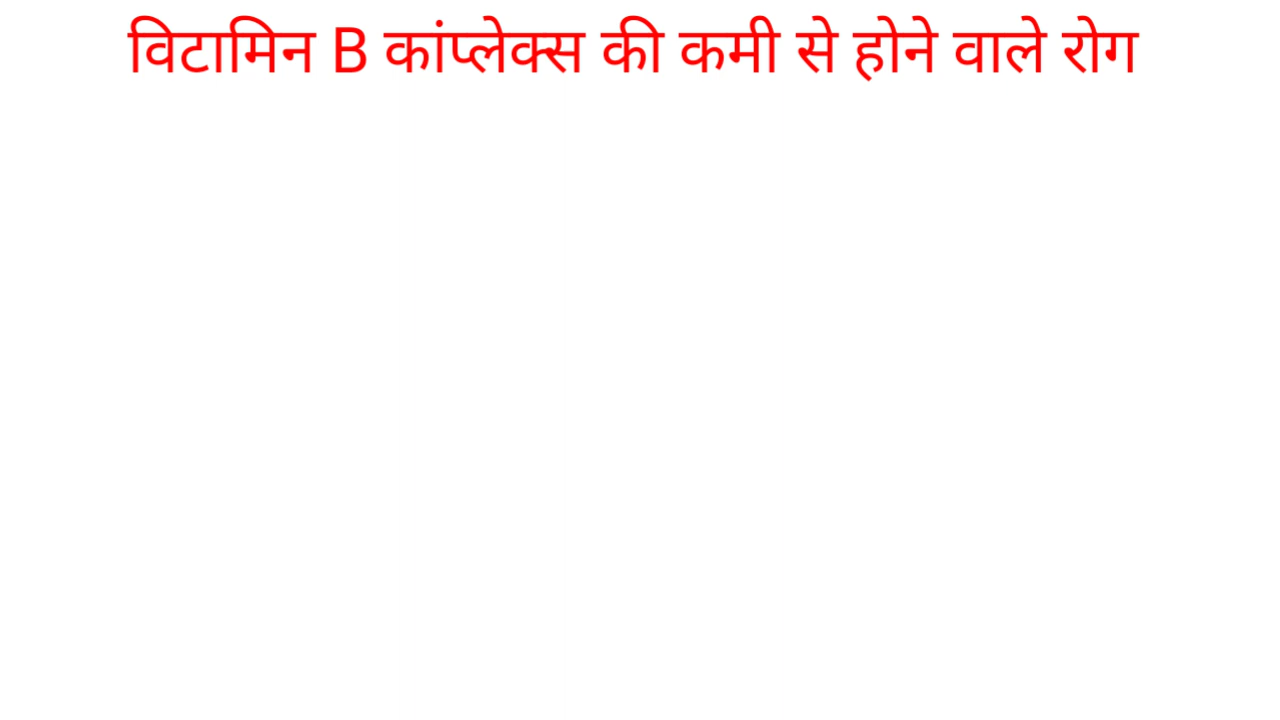 विटामिन B कांप्लेक्स की कमी से होने वाले रोग